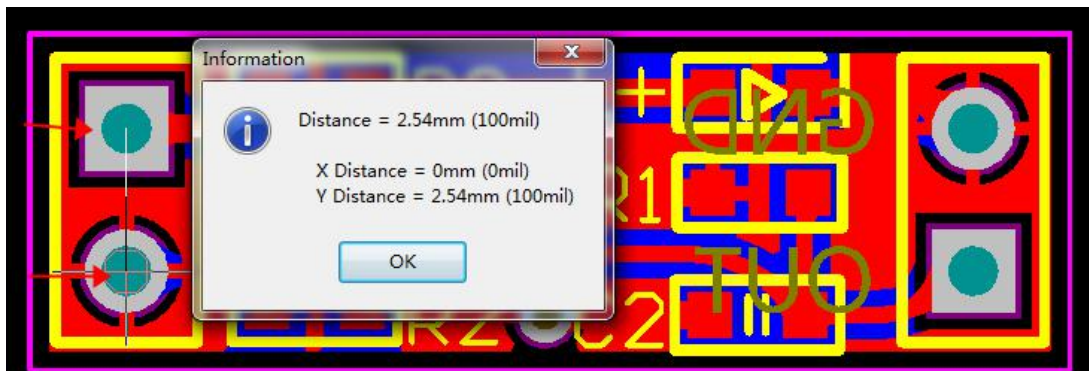 Information
Distance = 2.54mm (100mil)
X Distance = 0mm (0mil)
Y Distance = 2.54mm (100mil)
OK
+
GND
R1
OUT
R2
C2